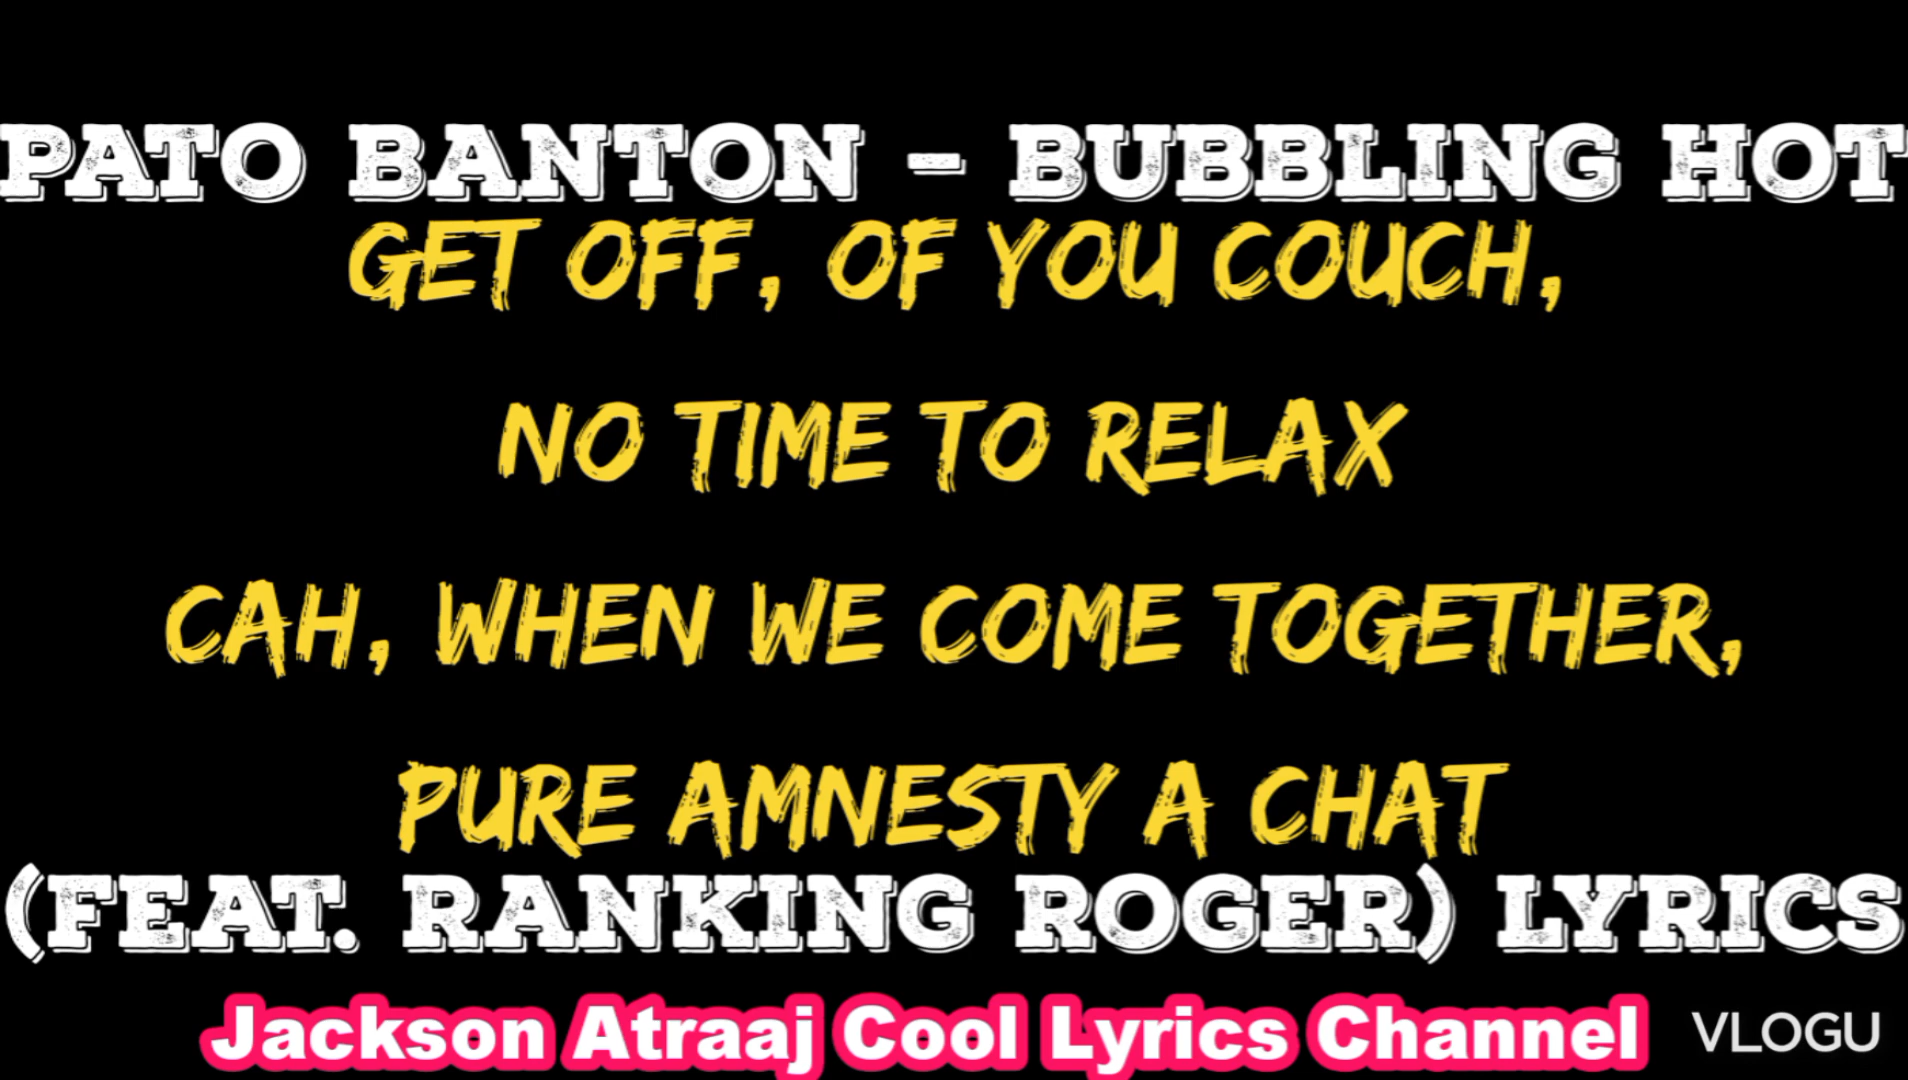 PATO BANTON - BUBBLING HOT
GET OFF, OF YOU COUCH,
NO TIME TO RELAX
CAH, WHEN WE COME TOGETHER,
PURE AMNESTY A CHAT
(FEAT. RANKING ROGER) LYRICS
Jackson Atraaj Cool Lyrics Channel
VLOGU